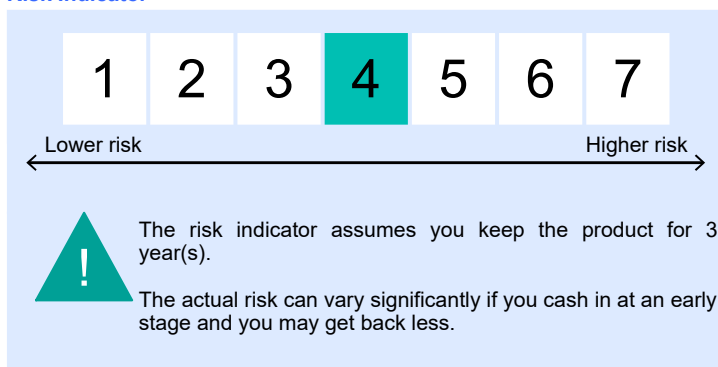 1 2 3 4 5 6 7
Lower risk Higher risk
!
The risk indicator assumes you keep the product for 3
year(s).
The actual risk can vary significantly if you cash in at an early
stage and you may get back less.